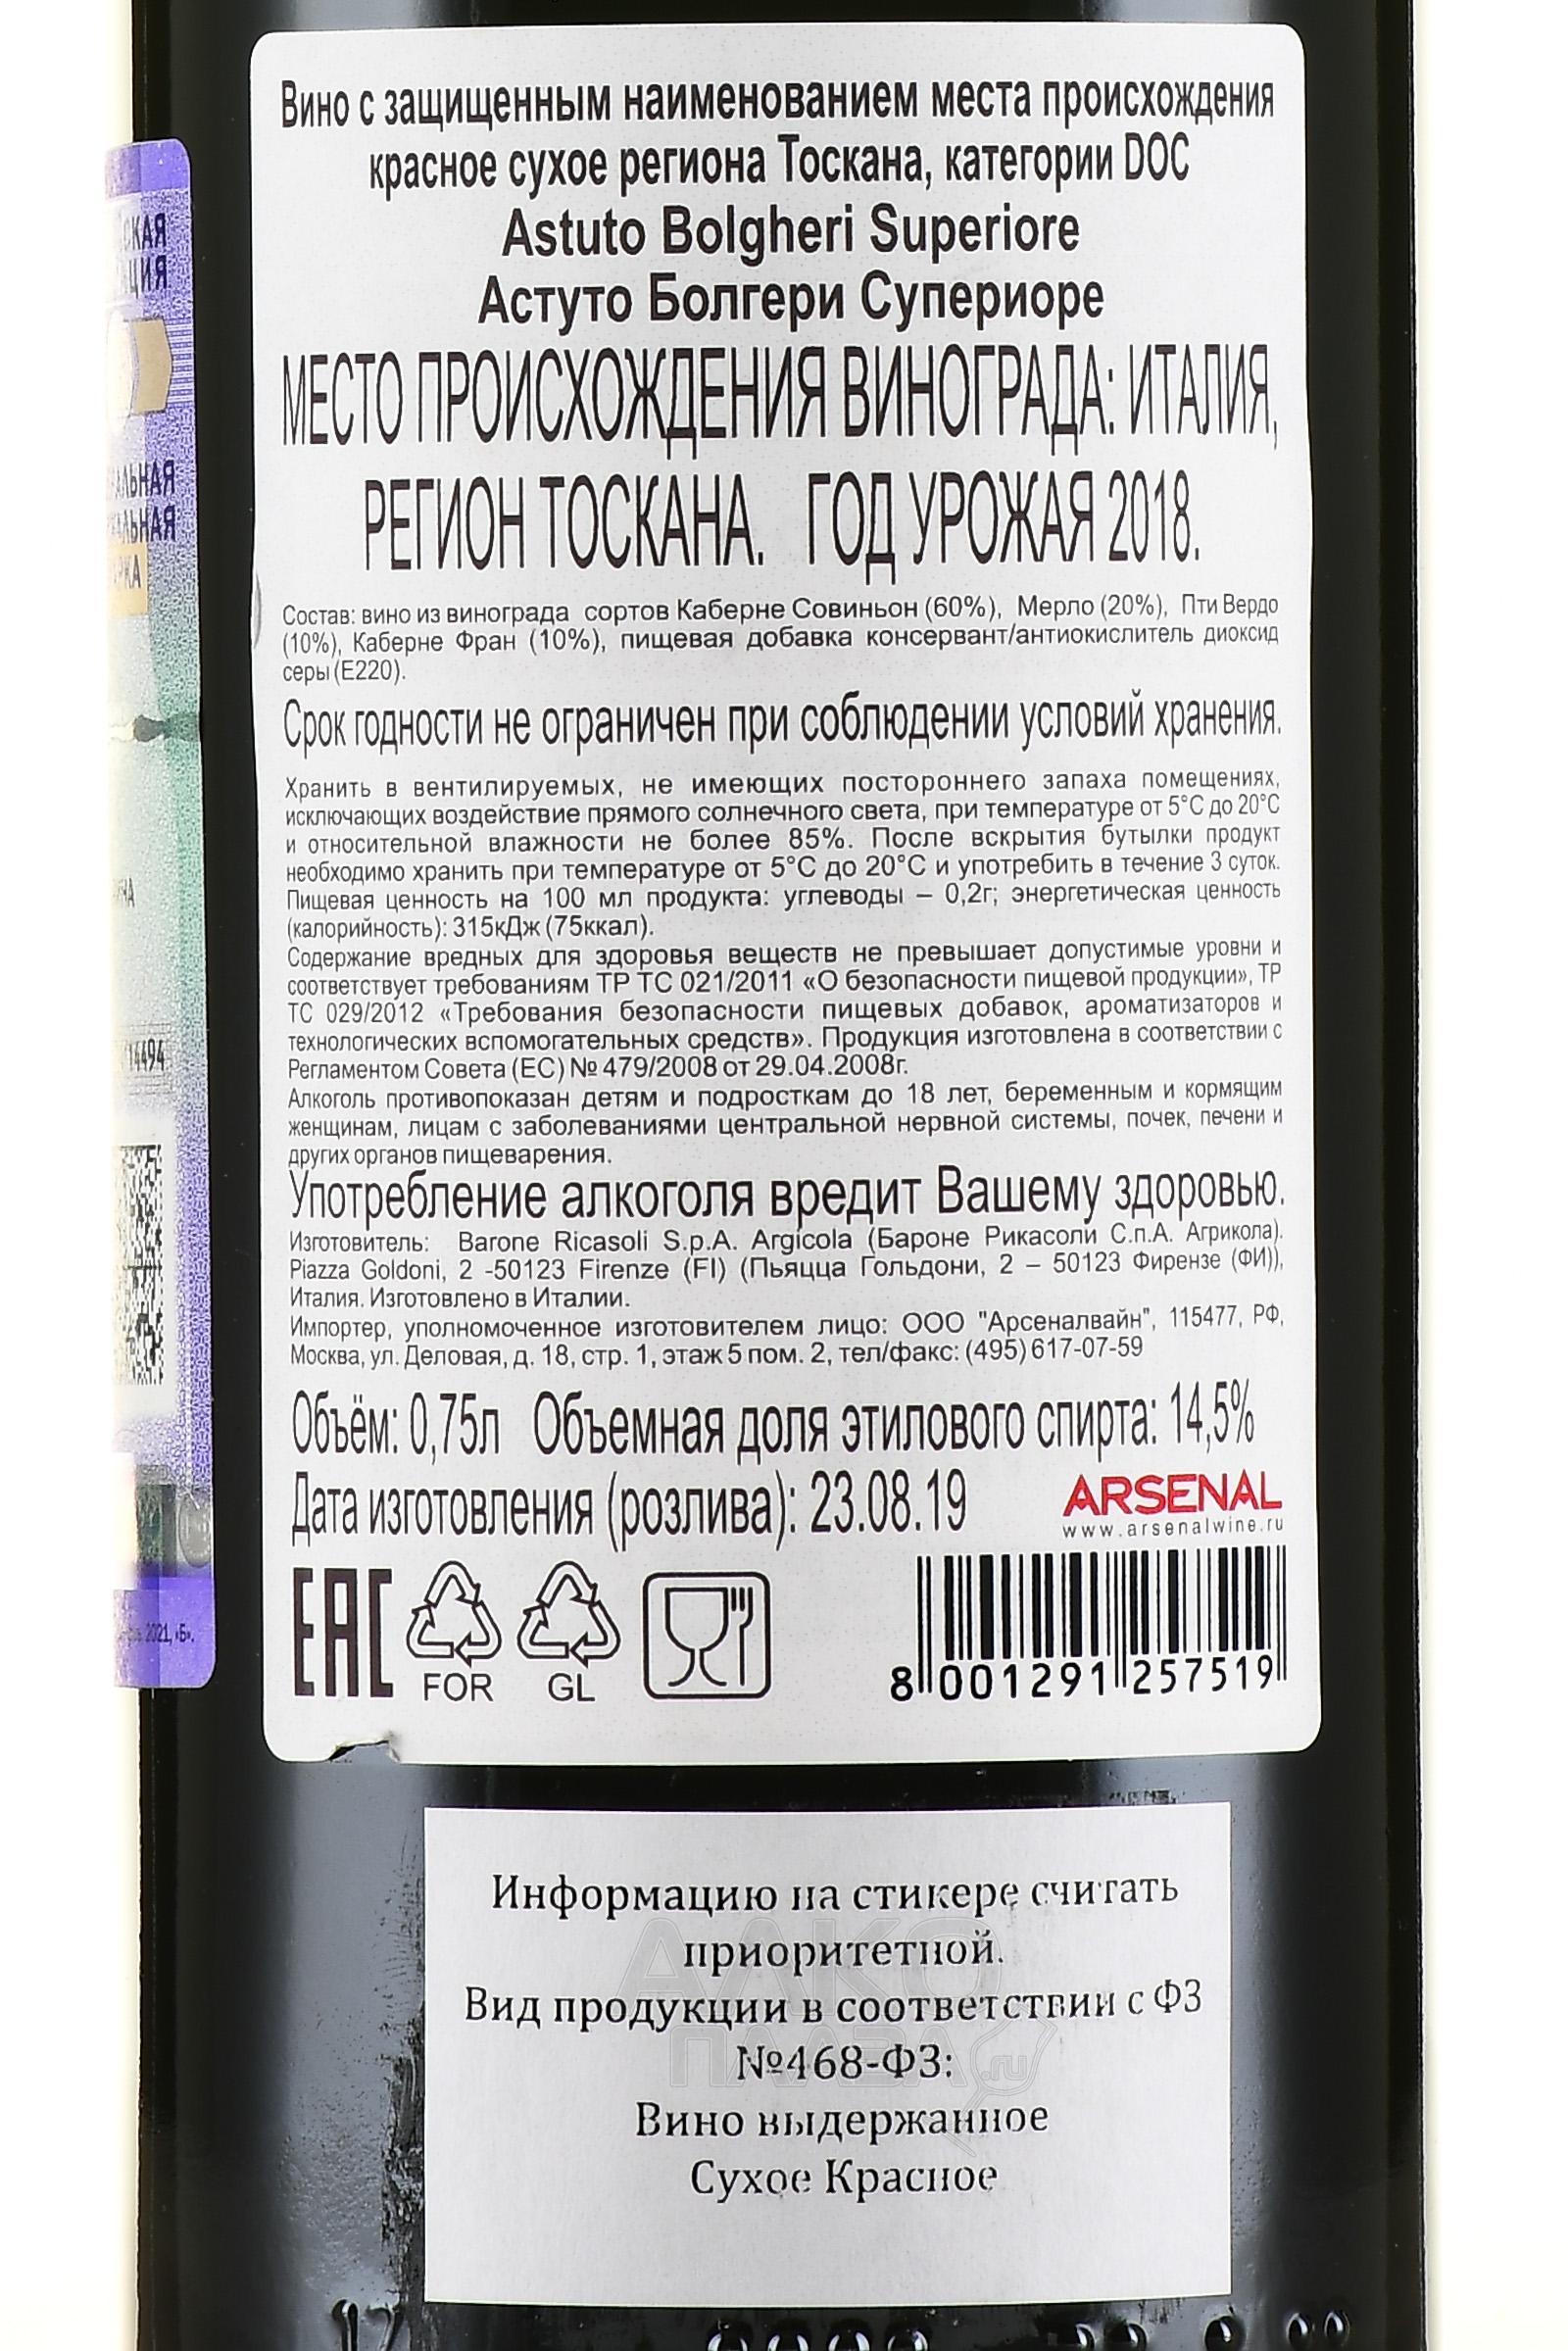 Вино с защищенным наименованием места происхождения
красное сухое региона Тоскана, категории DOC
Astuto Bolgheri Superiore
Астуто Болгери Супериоре
МЕСТО ПРОИСХОЖДЕНИЯ ВИНОГРАДА: ИТАЛИЯ,
РЕГИОН ТОСКАНА. ГОД УРОЖАЯ 2018.
Состав: вино из винограда сортов Каберне Совиньон (60%), Мерло (20%), Пти Вердо
(10%), Каберне Фран (10%), пищевая добавка консервант/антиокислитель диоксид
серы (Е220).
Срок годности не ограничен при соблюдении условий хранения.
Хранить в вентилируемых, не имеющих постороннего запаха помещениях,
исключающих воздействие прямого солнечного света, при температуре от 5°С до 20°С
и относительной влажности не более 85%. После вскрытия бутылки продукт
необходимо хранить при температуре от 5°С до 20°С и употребить в течение 3 суток.
Пищевая ценность на 100 мл продукта: углеводы – 0,2г; энергетическая ценность
(калорийность): 315кДж (75ккал).
Содержание вредных для здоровья веществ не превышает допустимые уровни и
соответствует требованиям ТР ТС 021/2011 «О безопасности пищевой продукции», ТР
ТС 029/2012 «Требования безопасности пищевых добавок, ароматизаторов и
технологических вспомогательных средств». Продукция изготовлена в соответствии с
Регламентом Совета (ЕС) № 479/2008 от 29.04.2008г.
Алкоголь противопоказан детям и подросткам до 18 лет, беременным и кормящим
женщинам, лицам с заболеваниями центральной нервной системы, почек, печени и
других органов пищеварения.
Употребление алкоголя вредит Вашему здоровью.
Изготовитель: Barone Ricasoli S.p.A. Argicola (Бароне Рикасоли С.п.А. Агрикола).
Piazza Goldoni, 2 -50123 Firenze (FI) (Пьяцца Гольдони, 2 – 50123 Фирензе (ФИ)),
Италия. Изготовлено в Италии.
Импортер, уполномоченное изготовителем лицо: ООО "Арсеналвайн", 115477, РФ,
Москва, ул. Деловая, д. 18, стр. 1, этаж 5 пом. 2, тел/факс: (495) 617-07-59
Объём: 0,75л Объемная доля этилового спирта: 14,5%
Дата изготовления (розлива): 23.08.19
ARSENAL
www.arsenalwine.ru
EAC
FOR
GL
8 001291 257519
Информацию на стикере считать
приоритетной.
Вид продукции в соответствии с ФЗ
№468-ФЗ:
Вино выдержанное
Сухое Красное
АЛКО
ПЛАЗА
.ru
14494
2021, «Б».